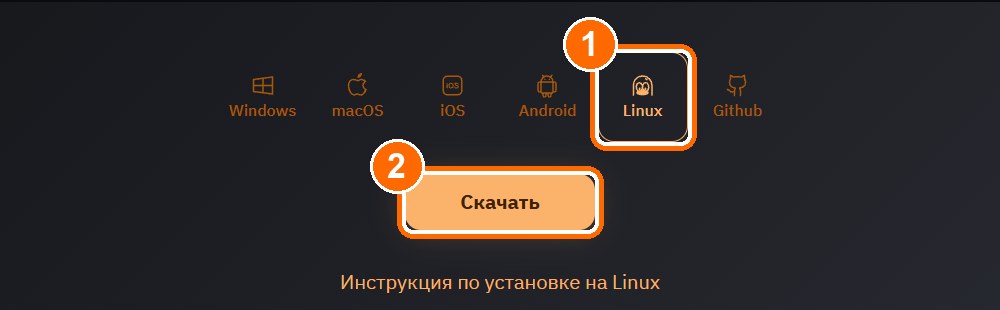 1
iOS
Windows macOS iOS Android Linux Github
2
Скачать
Инструкция по установке на Linux